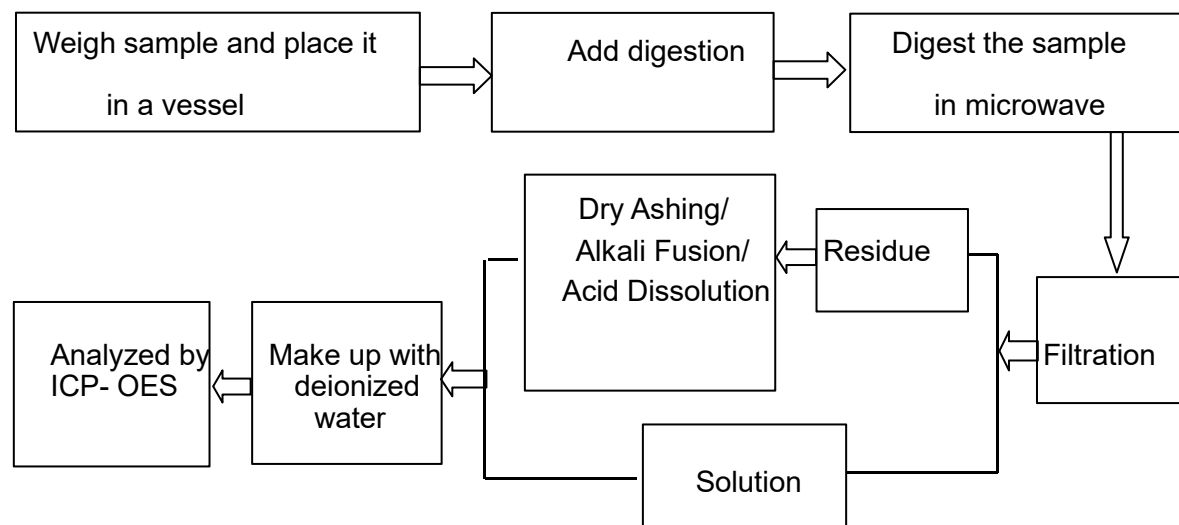 Weigh sample and place it
in a vessel
Add digestion
Digest the sample
in microwave
Filtration
Residue
Dry Ashing/
Alkali Fusion/
Acid Dissolution
Solution
Make up with
deionized
water
Analyzed by
ICP- OES